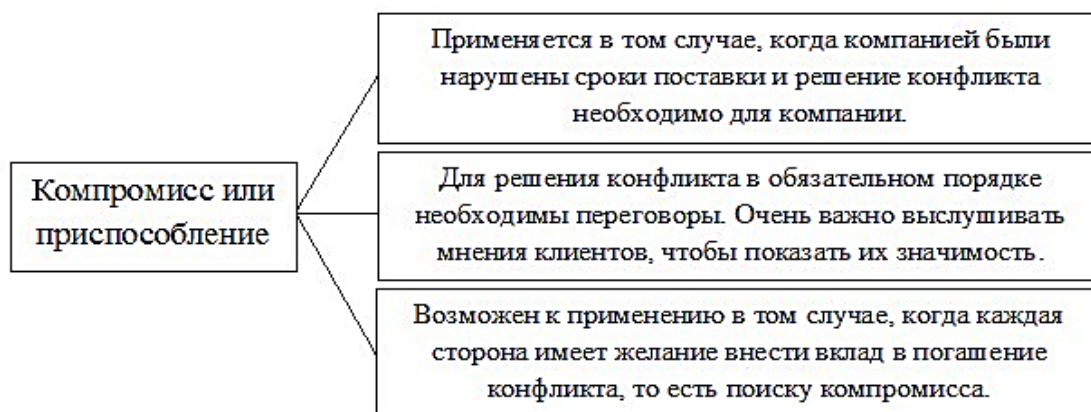 Применяется в том случае, когда компанией были
нарушены сроки поставки и решение конфликта
необходимо для компании.
Компромисс или
приспособление
Для решения конфликта в обязательном порядке
необходимы переговоры. Очень важно выслушивать
мнения клиентов, чтобы показать их значимость.
Возможен к применению в том случае, когда каждая
сторона имеет желание внести вклад в погашение
конфликта, то есть поиску компромисса.